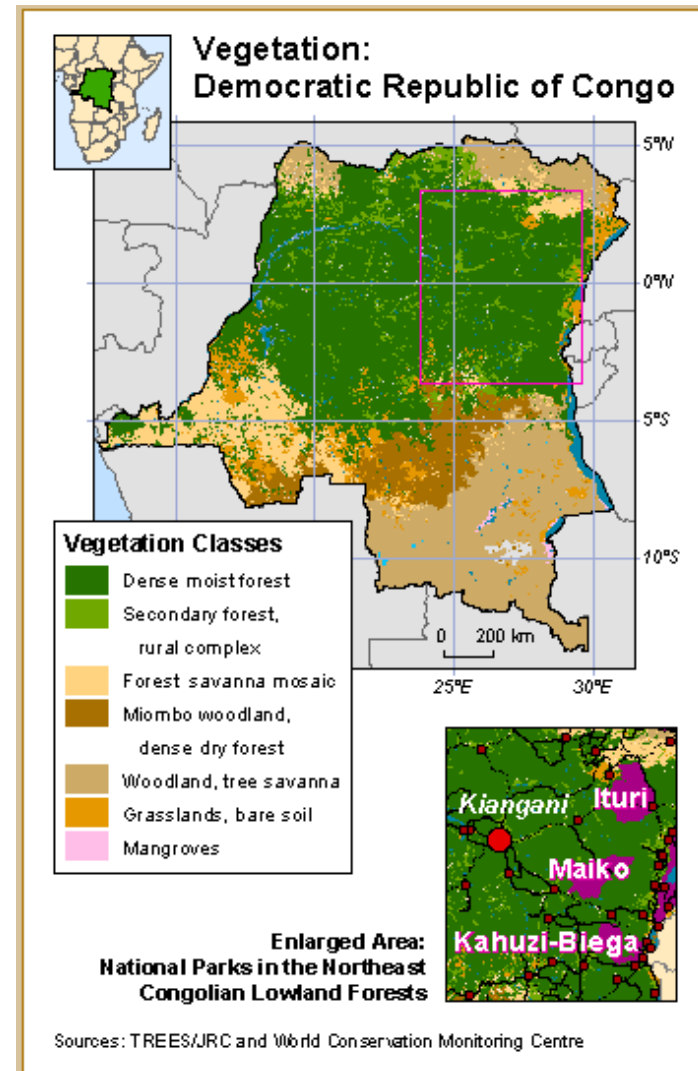 Vegetation:
Democratic Republic of Congo
5°W
0°W
5°S
10°S
25°E
30°E
0 200 km
Vegetation Classes
Dense moist forest
Secondary forest,
rural complex
Forest savanna mosaic
Miombo woodland,
dense dry forest
Woodland, tree savanna
Grasslands, bare soil
Mangroves
Kiangani
Ituri
Maiko
Kahuzi-Biega
Enlarged Area:
National Parks in the Northeast
Congolian Lowland Forests
Sources: TREES/JRC and World Conservation Monitoring Centre